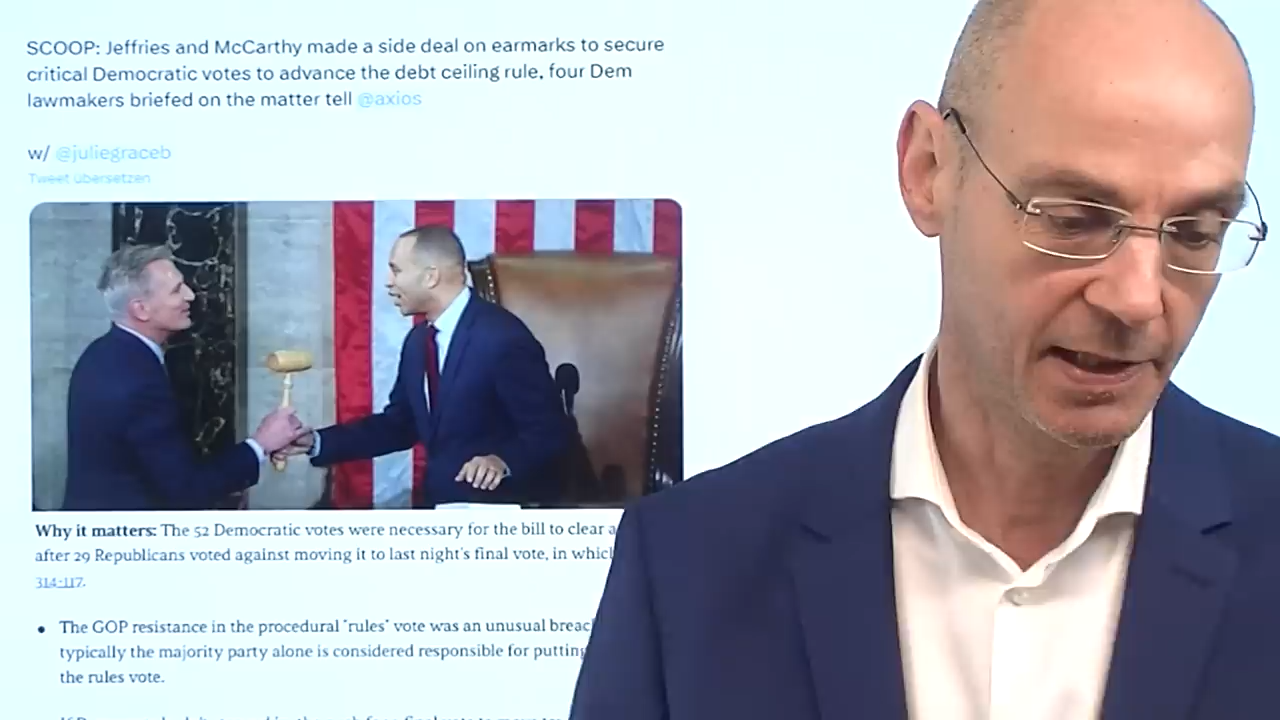 SCOOP: Jeffries and McCarthy made a side deal on earmarks to secure
critical Democratic votes to advance the debt ceiling rule, four Dem
lawmakers briefed on the matter tell @axios
w/ @juliegraceb
Tweet übersetzen
Why it matters: The 52 Democratic votes were necessary for the bill to clear a
after 29 Republicans voted against moving it to last night's final vote, in which
314-117.
• The GOP resistance in the procedural "rules" vote was an unusual breac
typically the majority party alone is considered responsible for putting
the rules vote.